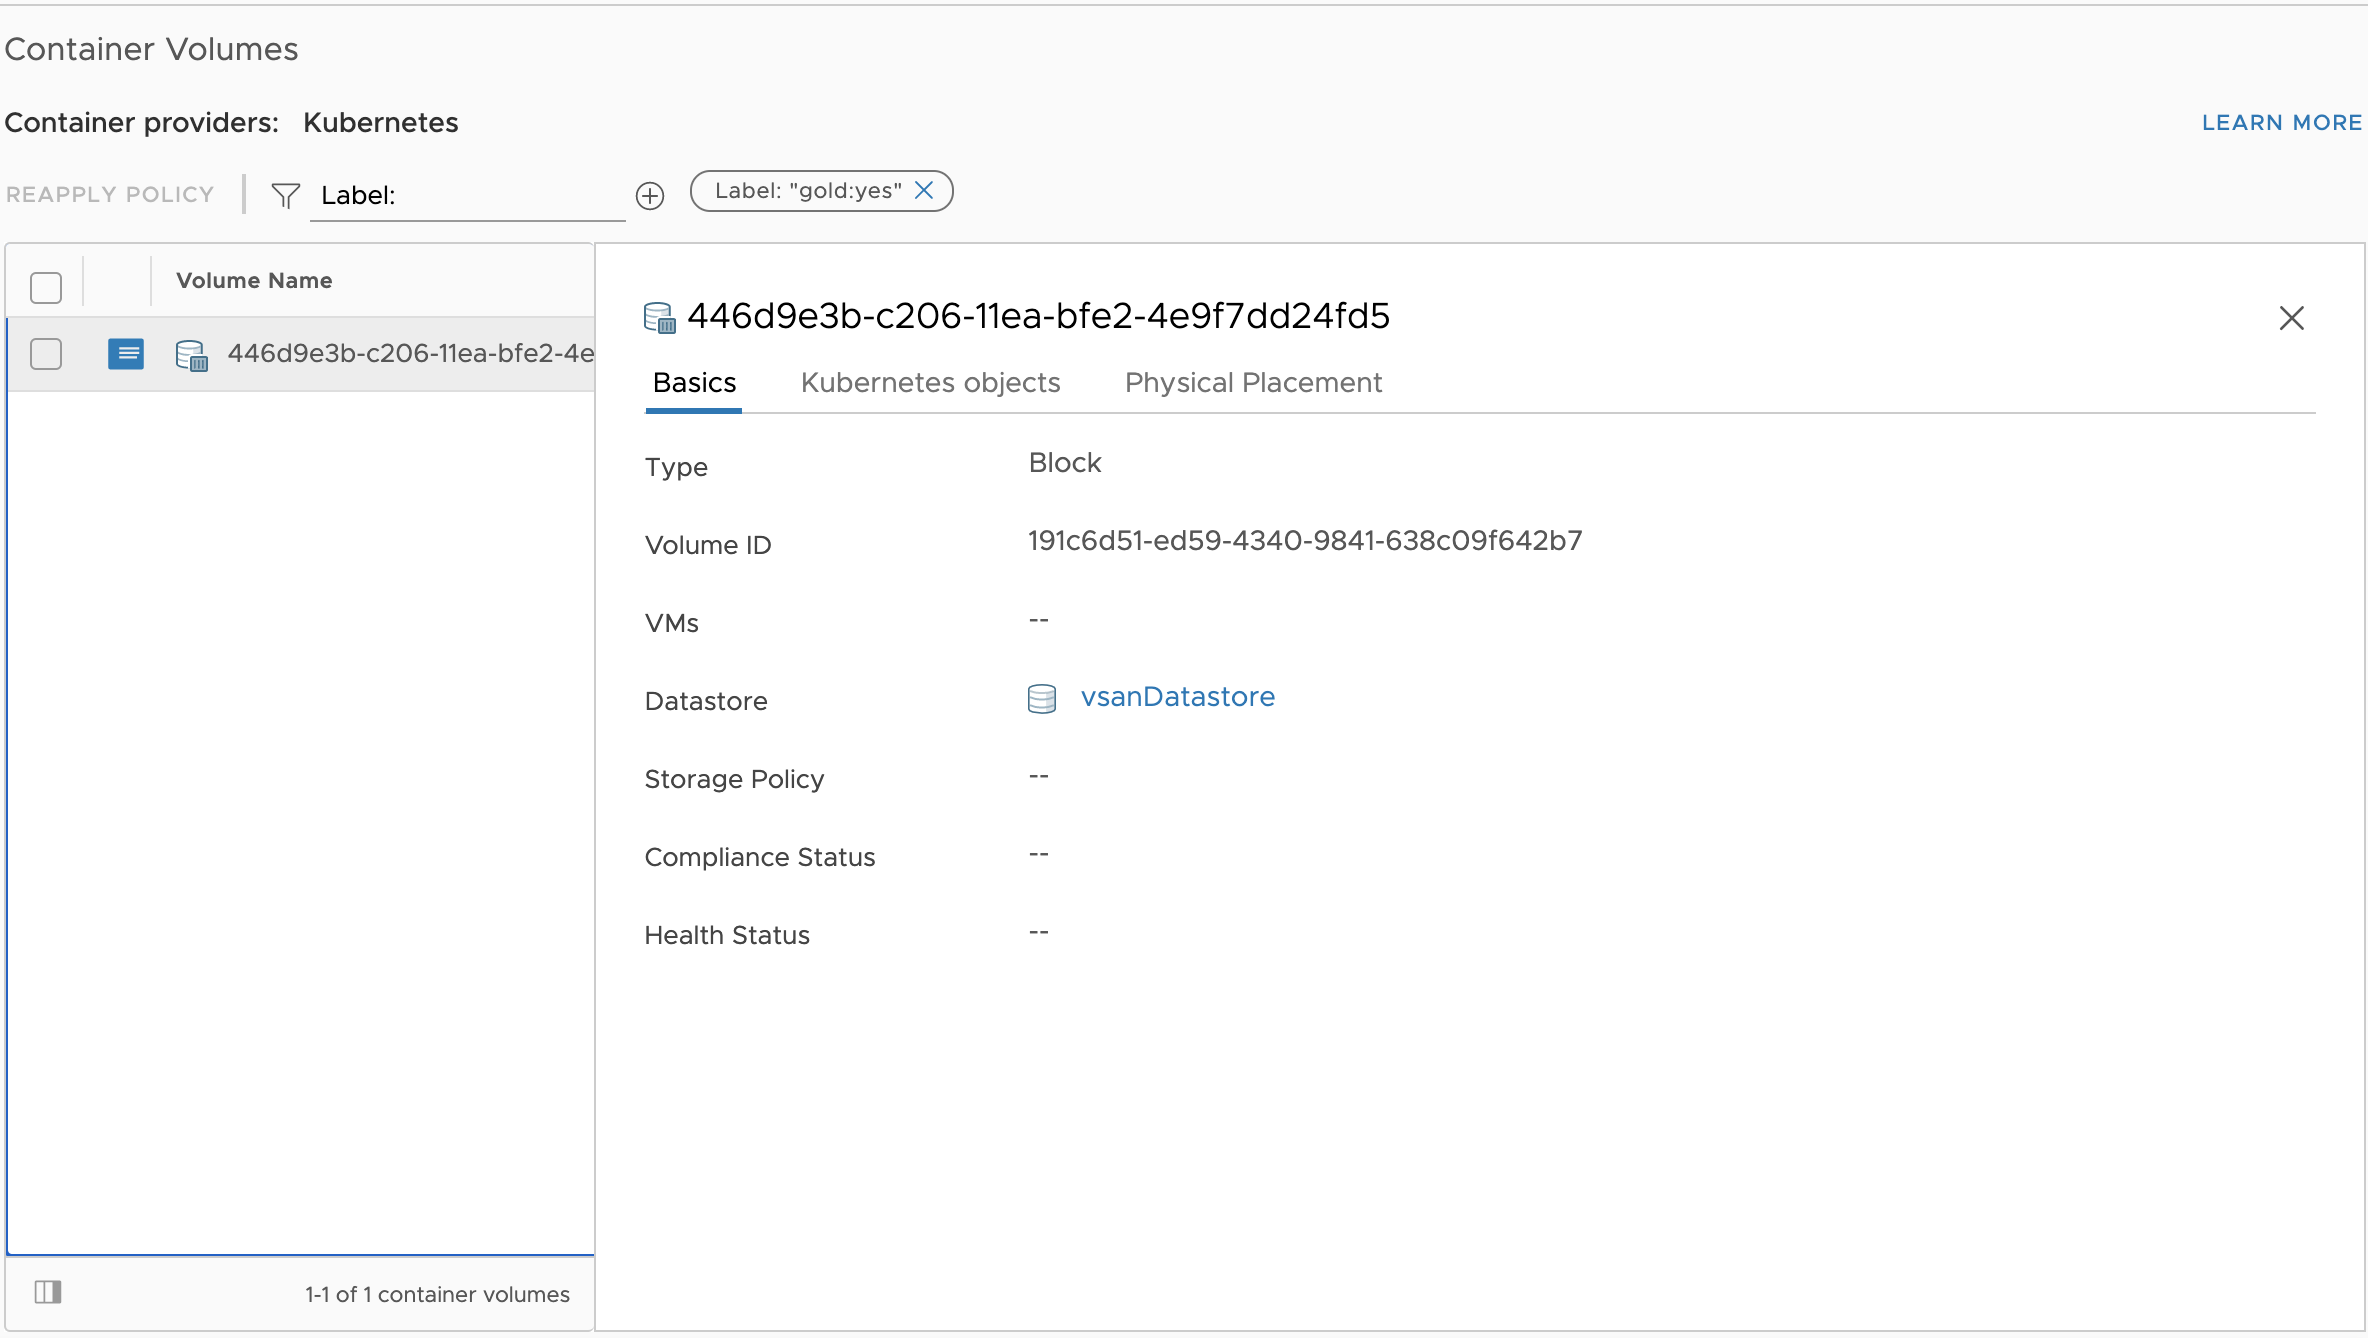 Container Volumes
Container providers: Kubernetes
LEARN MORE
REAPPLY POLICY
Label:
Label: "gold:yes"
Volume Name
446d9e3b-c206-11ea-bfe2-4e
1-1 of 1 container volumes
446d9e3b-c206-11ea-bfe2-4e9f7dd24fd5
Basics Kubernetes objects Physical Placement
Type Block
Volume ID 191c6d51-ed59-4340-9841-638c09f642b7
VMs --
Datastore vsanDatastore
Storage Policy --
Compliance Status --
Health Status --